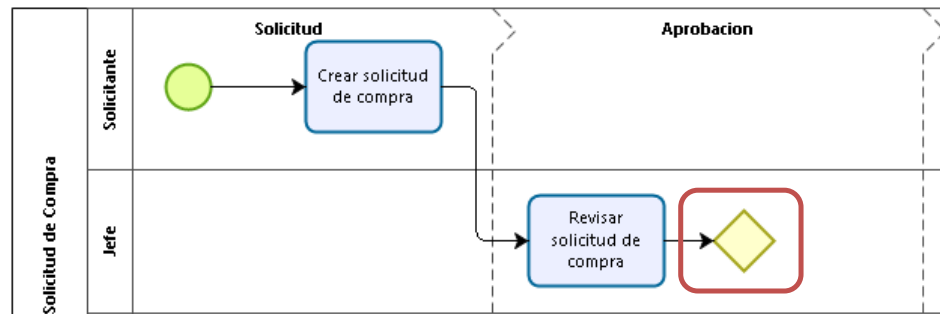 Solicitud de Compra
Solicitante
Jefe
Solicitud
Aprobacion
Crear solicitud
de compra
Revisar
solicitud de
compra